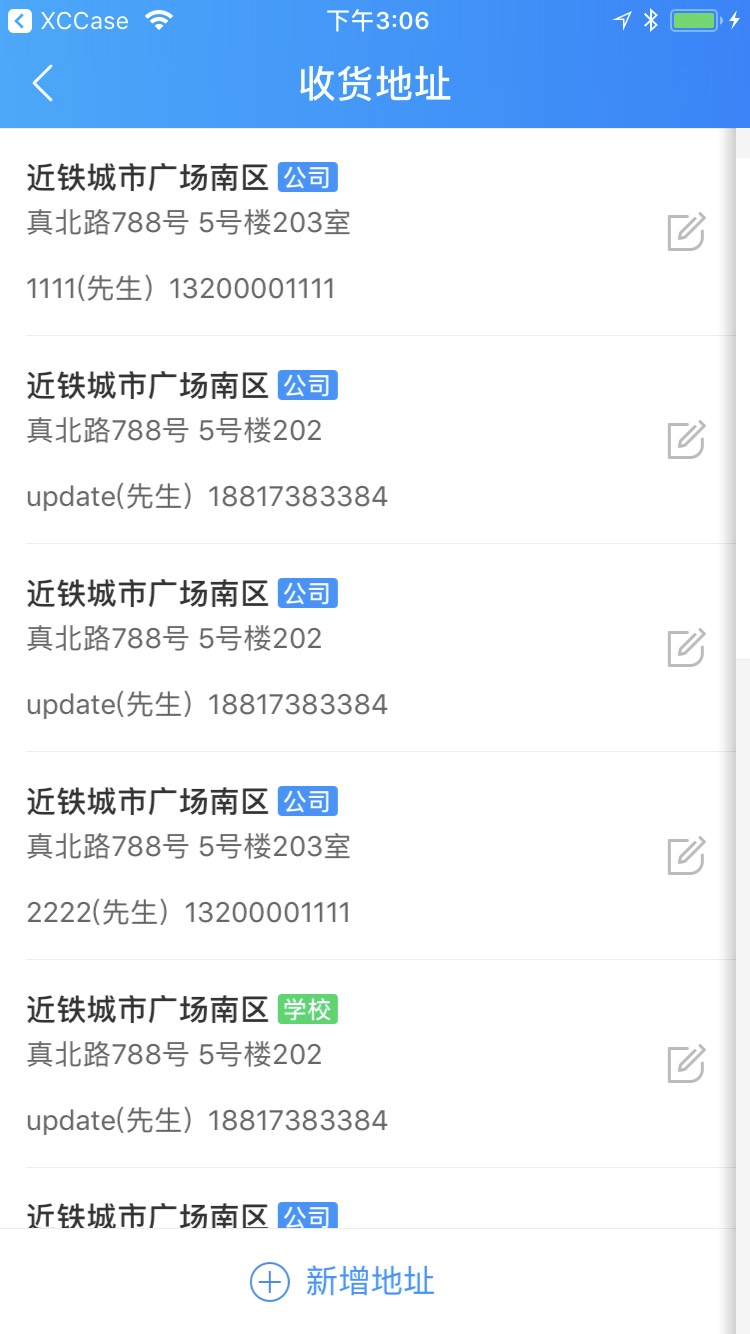 XCCase 下午3:06
收货地址
近铁城市广场南区 公司
真北路788号 5号楼203室
1111(先生) 13200001111
近铁城市广场南区 公司
真北路788号 5号楼202
update(先生) 18817383384
近铁城市广场南区 公司
真北路788号 5号楼202
update(先生) 18817383384
近铁城市广场南区 公司
真北路788号 5号楼203室
2222(先生) 13200001111
近铁城市广场南区 学校
真北路788号 5号楼202
update(先生) 18817383384
近铁城市广场南区 公司
新增地址